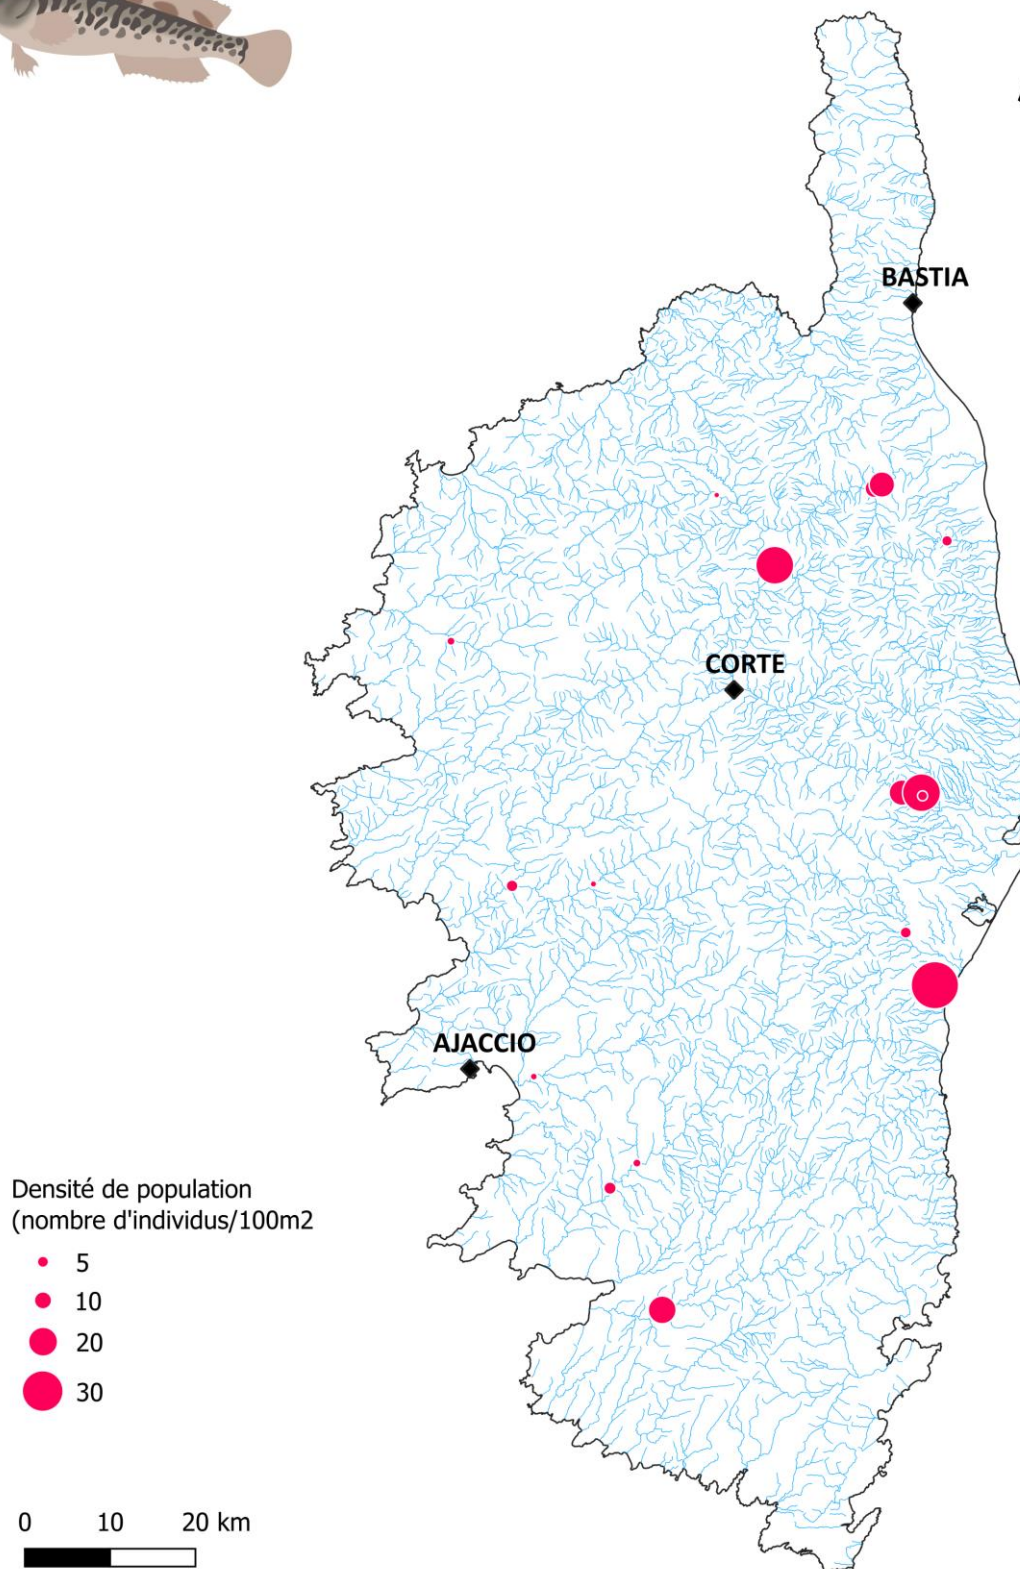 BASTIA
CORTE
AJACCIO
Densité de population
(nombre d'individus/100m2
5
10
20
30
0 10 20 km